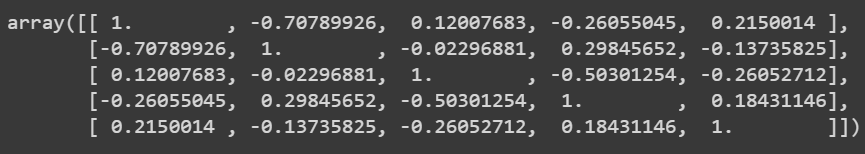 array([[ 1.        , -0.70789926,  0.12007683, -0.26055045,  0.2150014 ],
       [-0.70789926,  1.        , -0.02296881,  0.29845652, -0.13735825],
       [ 0.12007683, -0.02296881,  1.        , -0.50301254, -0.26052712],
       [-0.26055045,  0.29845652, -0.50301254,  1.        ,  0.18431146],
       [ 0.2150014 , -0.13735825, -0.26052712,  0.18431146,  1.        ]])